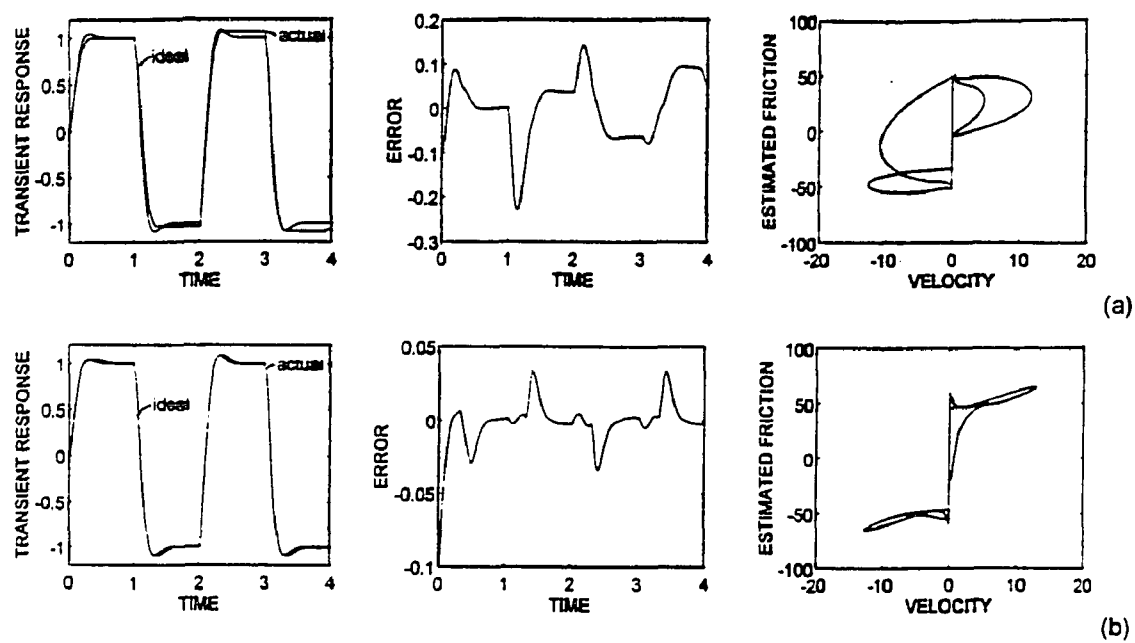 TRANSIENT RESPONSE
1
0.5
0
-0.5
-1
ideal
actual
0 1 2 3 4
TIME
ERROR
0.2
0.1
0
-0.1
-0.2
-0.3
0 1 2 3 4
TIME
ESTIMATED FRICTION
100
50
0
-50
-100
-20 -10 0 10 20
VELOCITY
(a)
TRANSIENT RESPONSE
1
0.5
0
-0.5
-1
ideal
actual
0 1 2 3 4
TIME
ERROR
0.05
0
-0.05
-0.1
0 1 2 3 4
TIME
ESTIMATED FRICTION
100
50
0
-50
-100
-20 -10 0 10 20
VELOCITY
(b)